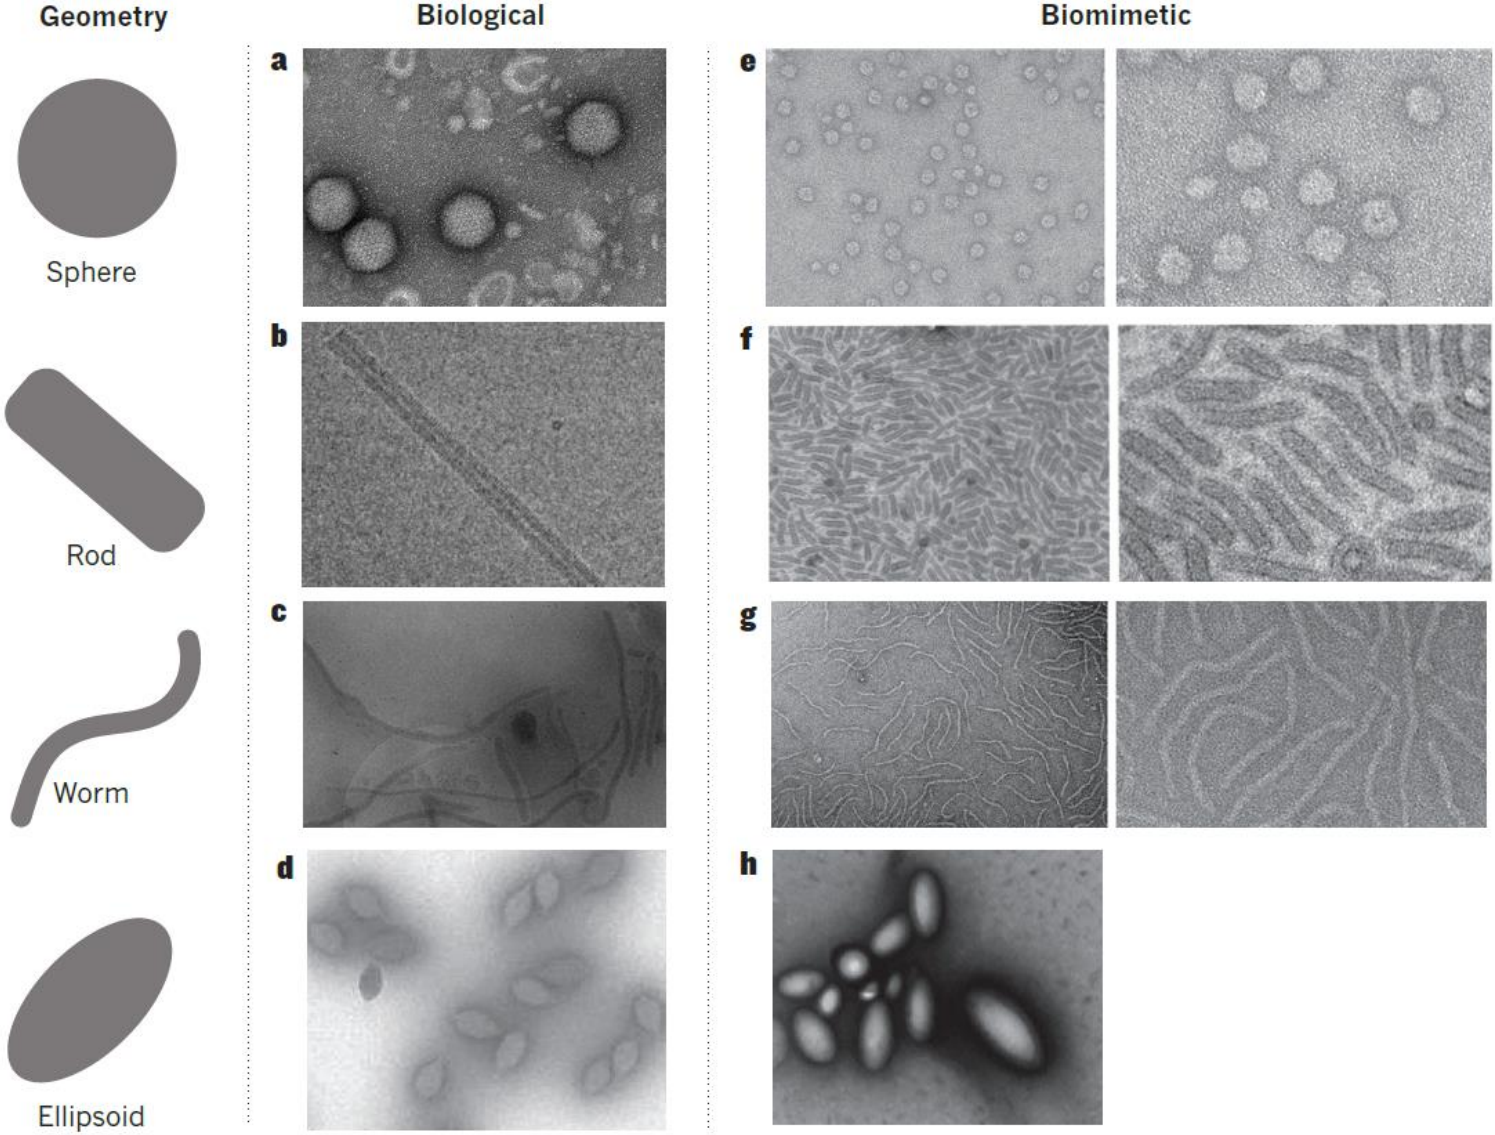 Geometry
Biological
Biomimetic
a
e
Sphere
b
f
Rod
c
g
Worm
d
h
Ellipsoid